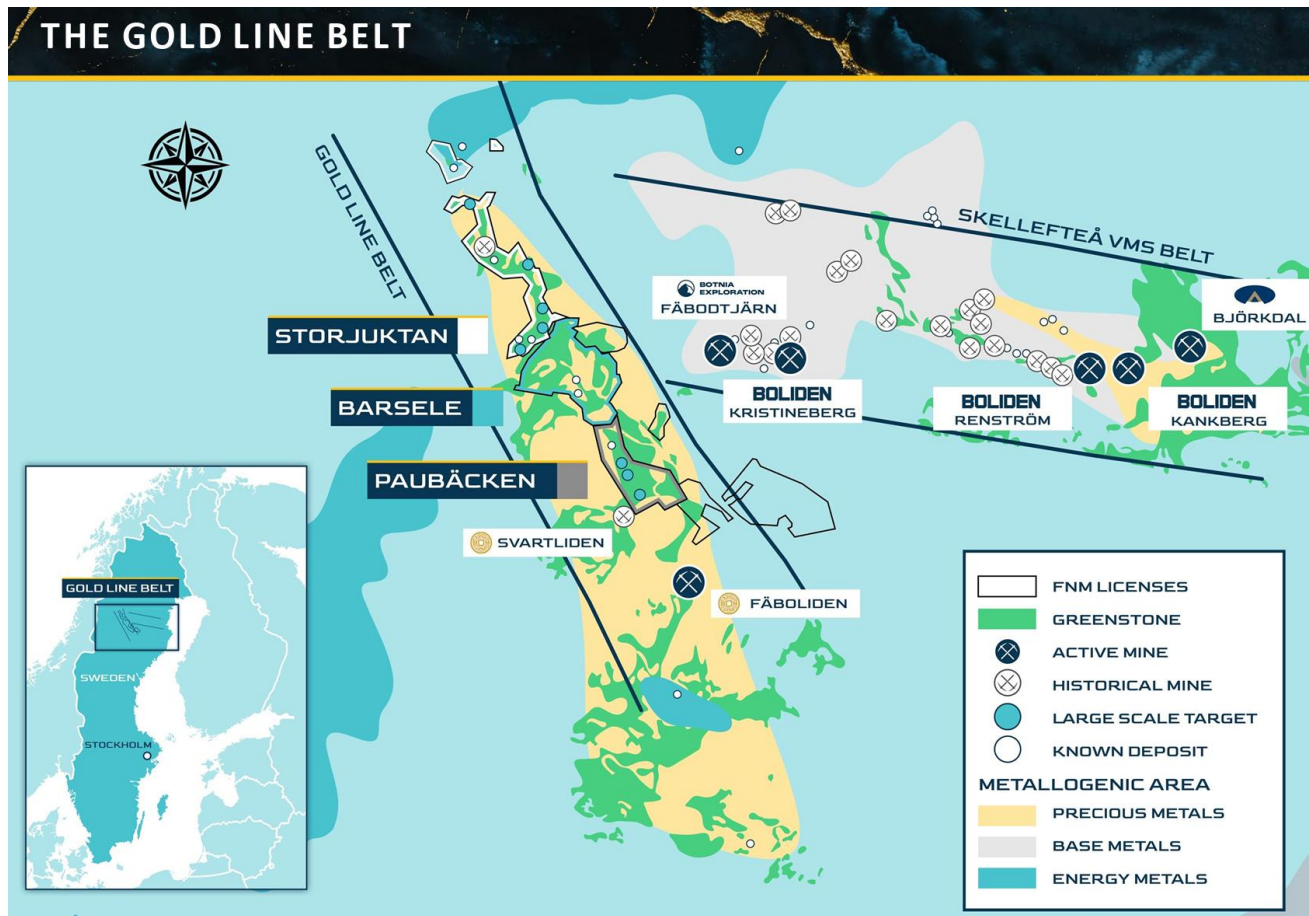 THE GOLD LINE BELT
GOLD LINE BELT
SKELLEFTEÅ VMS BELT
BOTNIA
EXPLORATION
FÄBODTJÄRN
BJÖRKDAL
STORJUKTAN
BARSELE
BOLIDEN
KRISTINEBERG
BOLIDEN
RENSTRÖM
BOLIDEN
KANKBERG
PAUBÄCKEN
SVARTLIDEN
FÄBOLIDEN
GOLD LINE BELT
SWEDEN
STOCKHOLM
FNM LICENSES
GREENSTONE
ACTIVE MINE
HISTORICAL MINE
LARGE SCALE TARGET
KNOWN DEPOSIT
METALLOGENIC AREA
PRECIOUS METALS
BASE METALS
ENERGY METALS